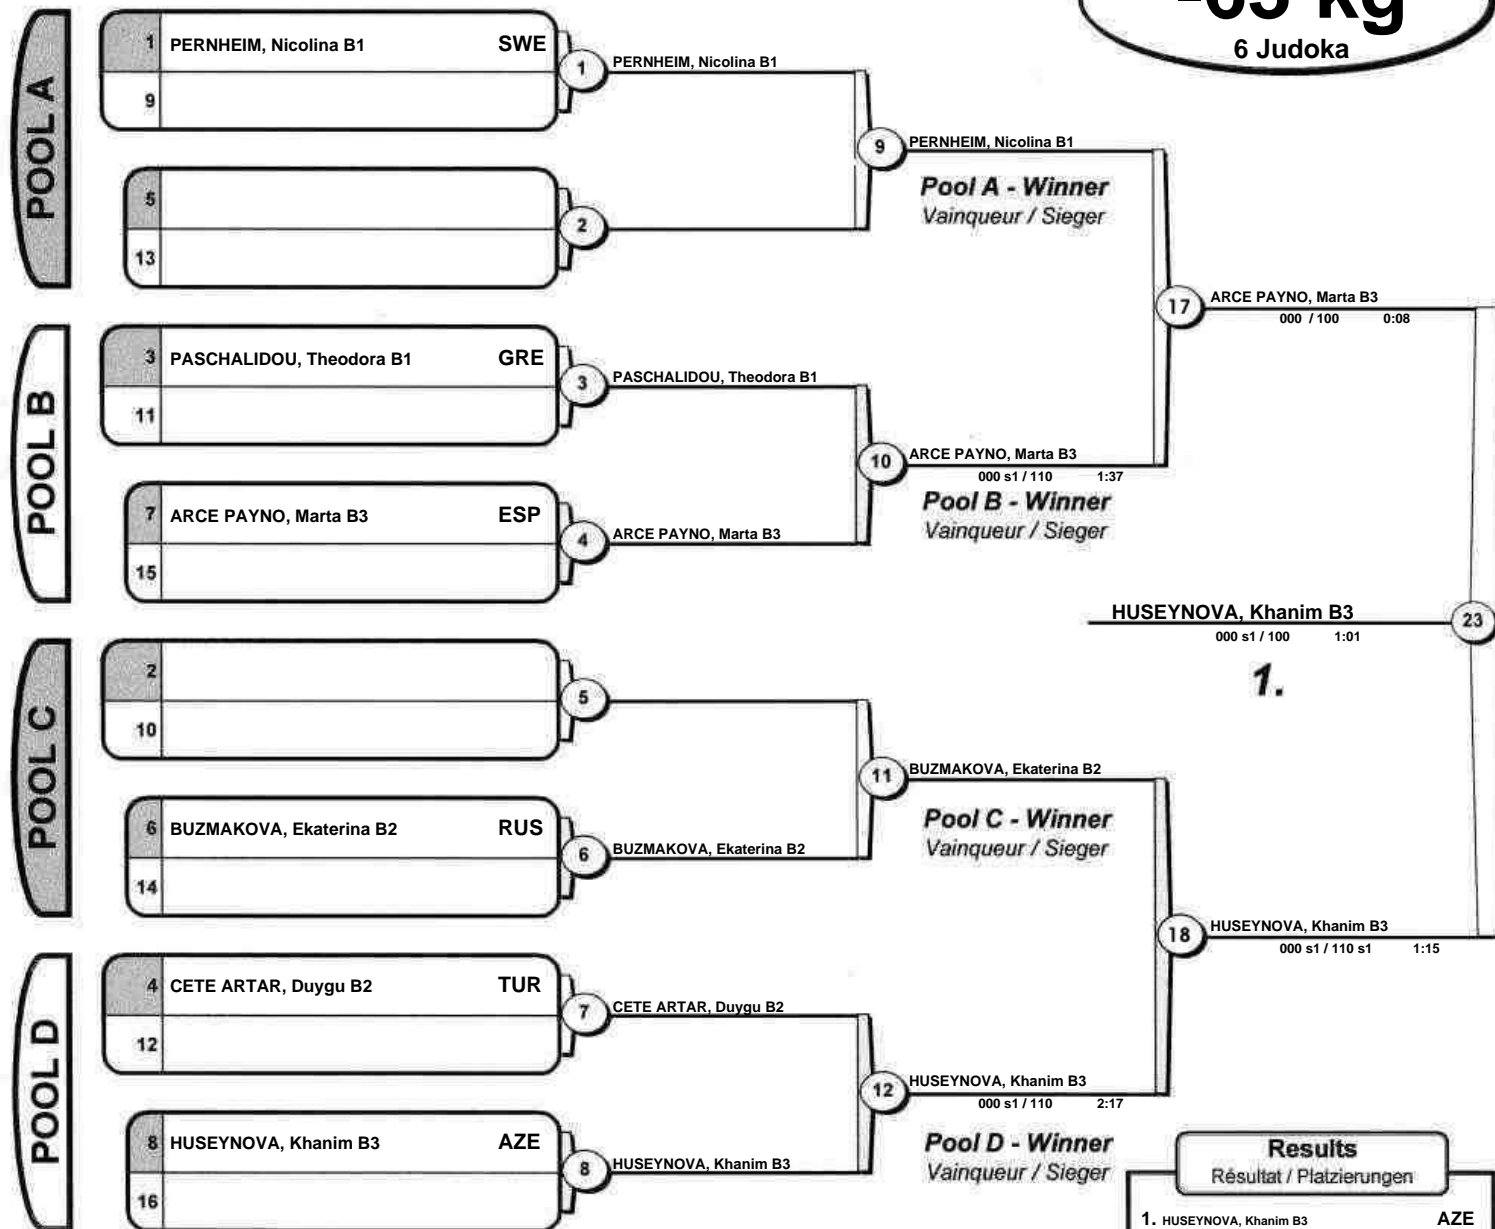 -63 kg
6 Judoka
POOL A
1 PERNHEIM, Nicolina B1 SWE
9
1
PERNHEIM, Nicolina B1
5
13
2
9
PERNHEIM, Nicolina B1
Pool A - Winner
Vainqueur / Sieger
POOL B
3 PASCHALIDOU, Theodora B1 GRE
11
3
PASCHALIDOU, Theodora B1
7 ARCE PAYNO, Marta B3 ESP
15
4
ARCE PAYNO, Marta B3
10
ARCE PAYNO, Marta B3
000 s1 / 110 1:37
Pool B - Winner
Vainqueur / Sieger
17
ARCE PAYNO, Marta B3
000 / 100 0:08
HUSEYNOVA, Khanim B3
000 s1 / 100 1:01
23
1.
POOL C
2
10
5
6 BUZMAKOVA, Ekaterina B2 RUS
14
6
BUZMAKOVA, Ekaterina B2
11
BUZMAKOVA, Ekaterina B2
Pool C - Winner
Vainqueur / Sieger
18
HUSEYNOVA, Khanim B3
000 s1 / 110 s1 1:15
POOL D
4 CETE ARTAR, Duygu B2 TUR
12
7
CETE ARTAR, Duygu B2
8 HUSEYNOVA, Khanim B3 AZE
16
8
HUSEYNOVA, Khanim B3
12
HUSEYNOVA, Khanim B3
000 s1 / 110 2:17
Pool D - Winner
Vainqueur / Sieger
Results
Résultat / Platzierungen
1. HUSEYNOVA, Khanim B3 AZE